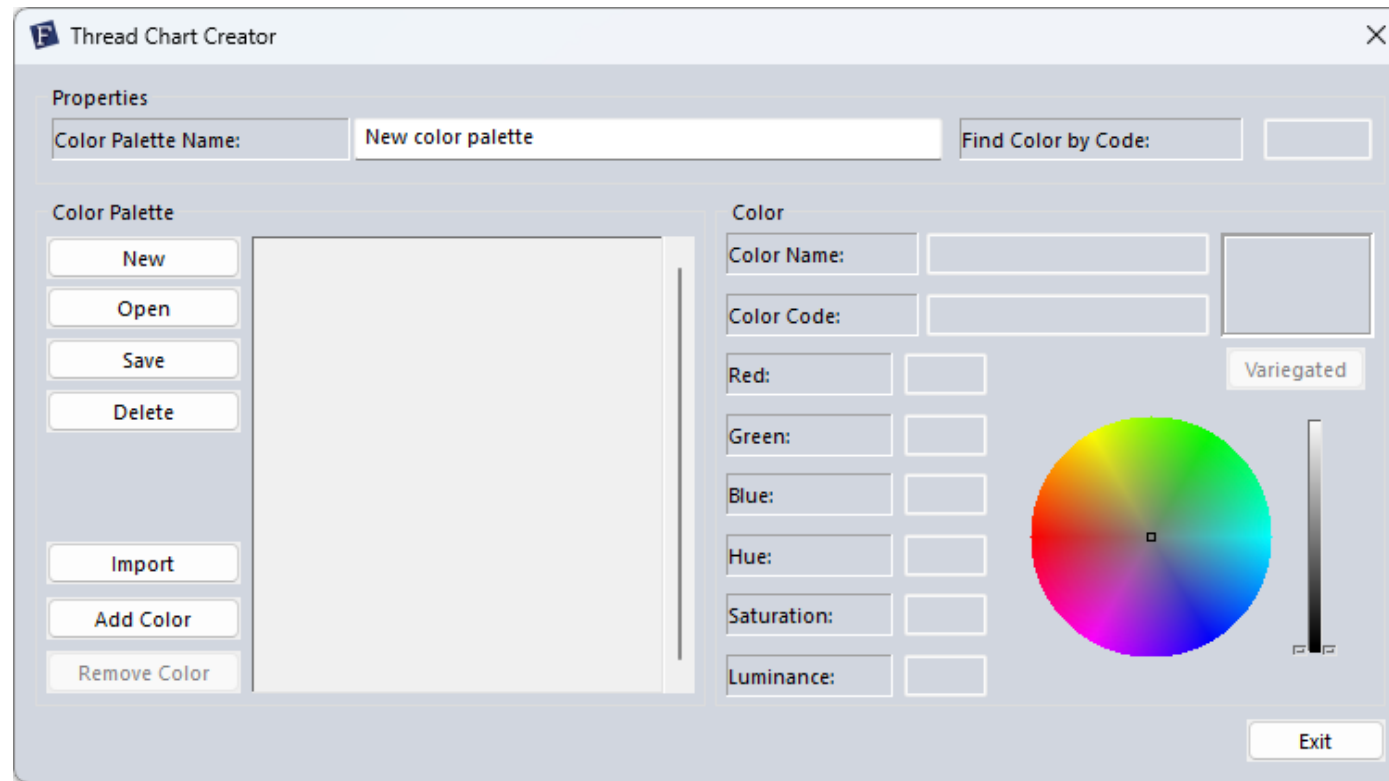 Thread Chart Creator
Properties
Color Palette Name:
New color palette
Find Color by Code:
Color Palette
New
Open
Save
Delete
Import
Add Color
Remove Color
Color
Color Name:
Color Code:
Variegated
Red:
Green:
Blue:
Hue:
Saturation:
Luminance:
Exit